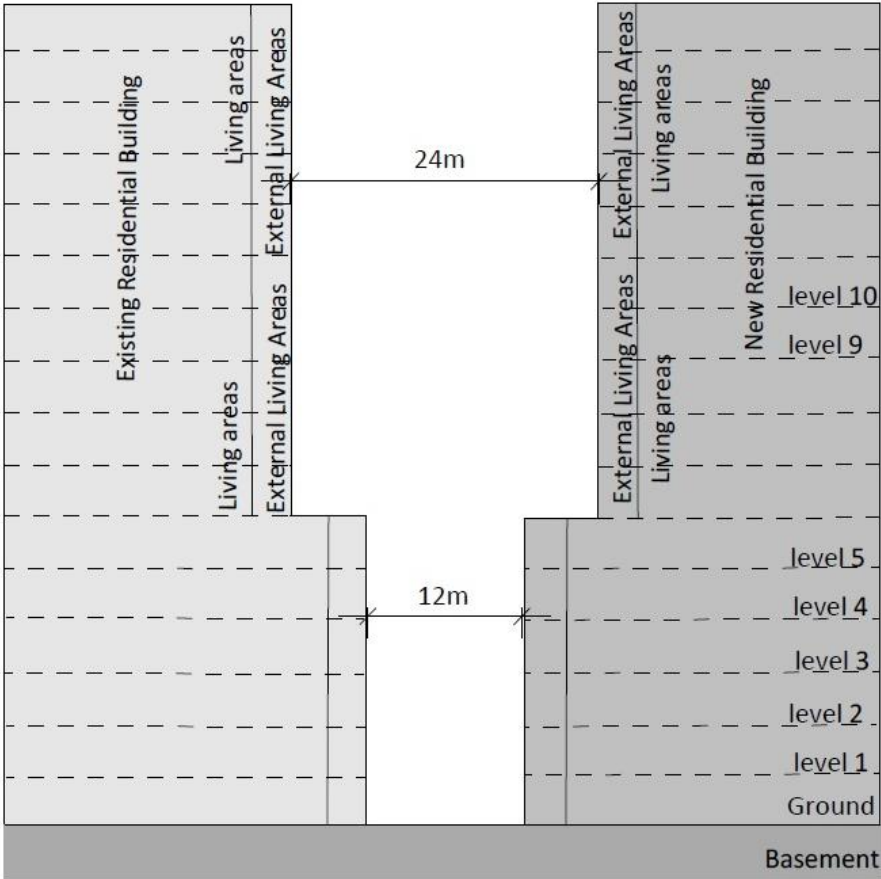 Existing Residential Building
Living areas
External Living Areas
Living areas
External Living Areas
24m
12m
External Living Areas
Living areas
External Living Areas
Living areas
New Residential Building
level 10
level 9
level 5
level 4
level 3
level 2
level 1
Ground
Basement